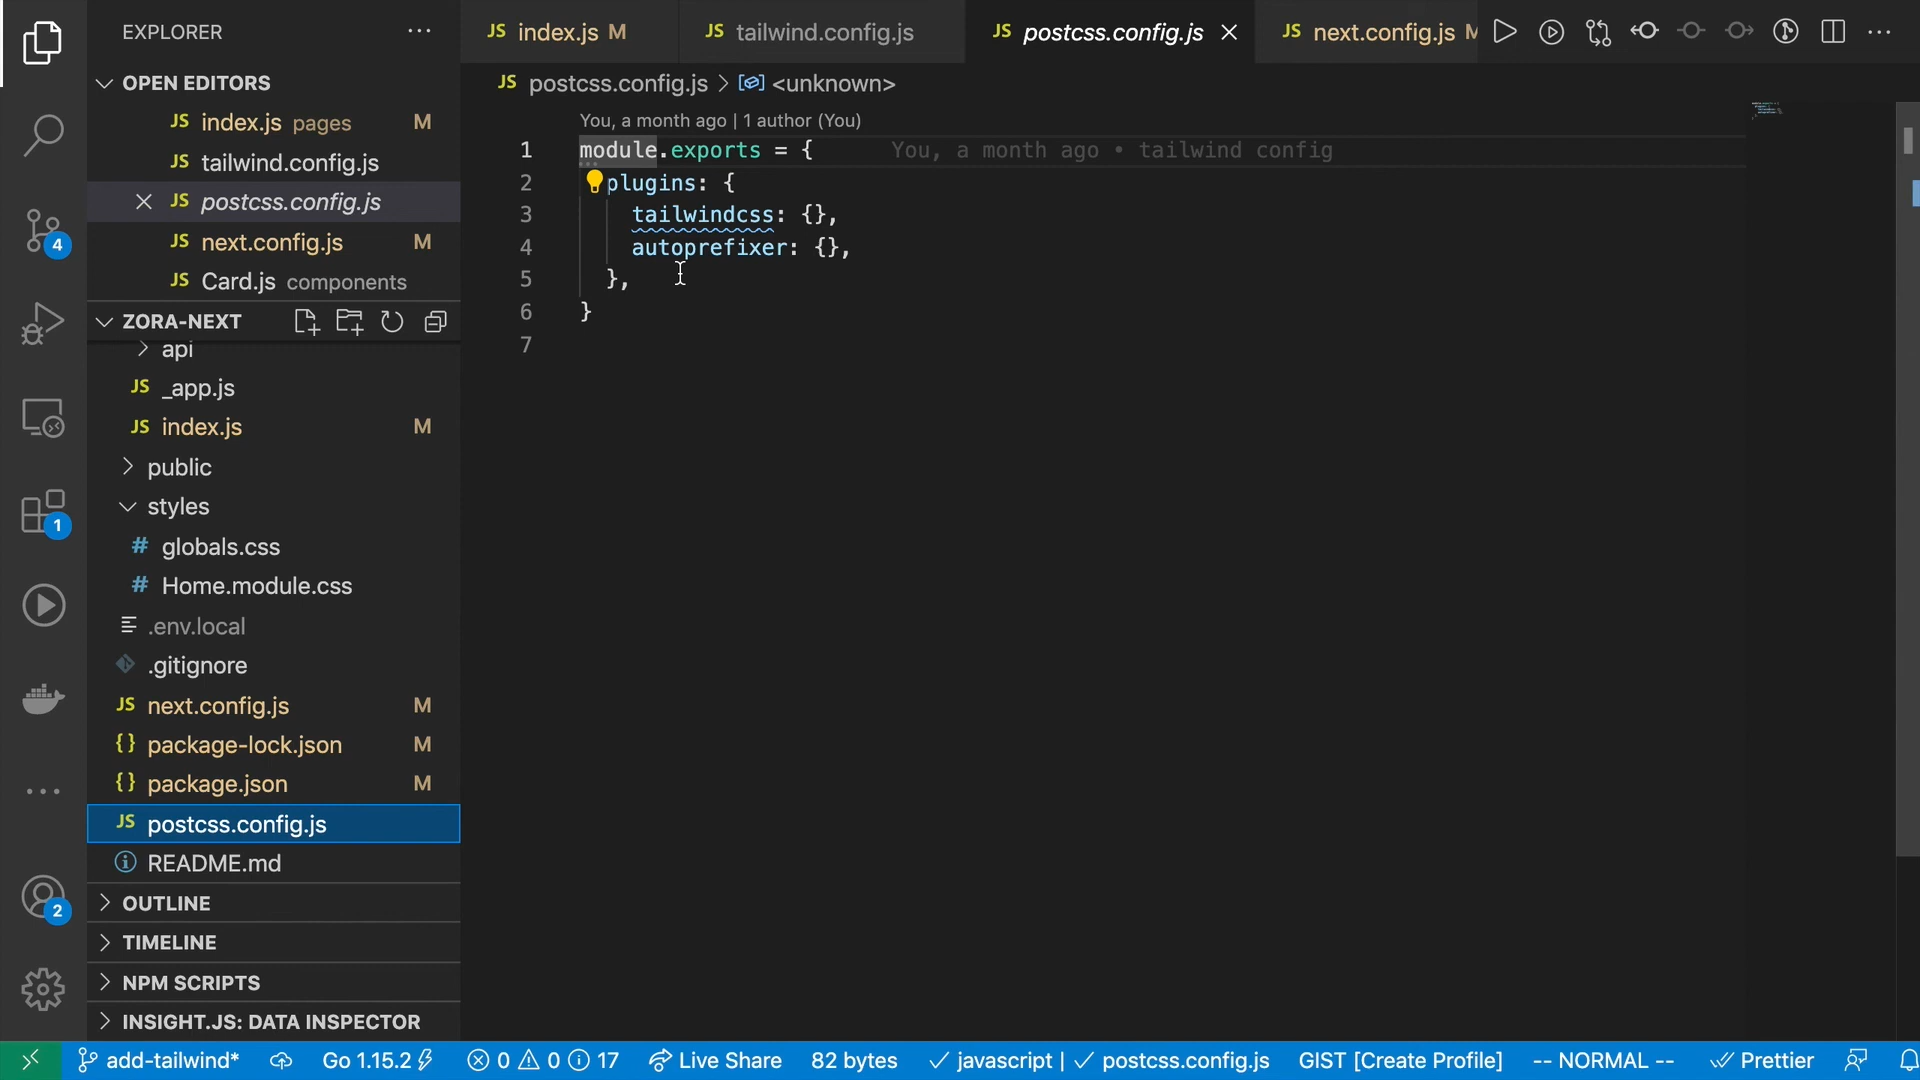 EXPLORER
OPEN EDITORS
JS index.js pages M
JS tailwind.config.js
JS postcss.config.js
JS next.config.js M
JS Card.js components
ZORA-NEXT
api
JS _app.js
JS index.js M
public
styles
# globals.css
# Home.module.css
.env.local
.gitignore
JS next.config.js M
{} package-lock.json M
{} package.json M
JS postcss.config.js
README.md
OUTLINE
TIMELINE
NPM SCRIPTS
INSIGHT.JS: DATA INSPECTOR
4
1
2
JS index.js M JS tailwind.config.js JS postcss.config.js JS next.config.js M
JS postcss.config.js > <unknown>
You, a month ago | 1 author (You)
1 module.exports = { You, a month ago • tailwind config
2 plugins: {
3 tailwindcss: {},
4 autoprefixer: {},
5 },
6 }
7
add-tailwind* Go 1.15.2 0 0 17 Live Share 82 bytes javascript | postcss.config.js GIST [Create Profile] -- NORMAL -- Prettier